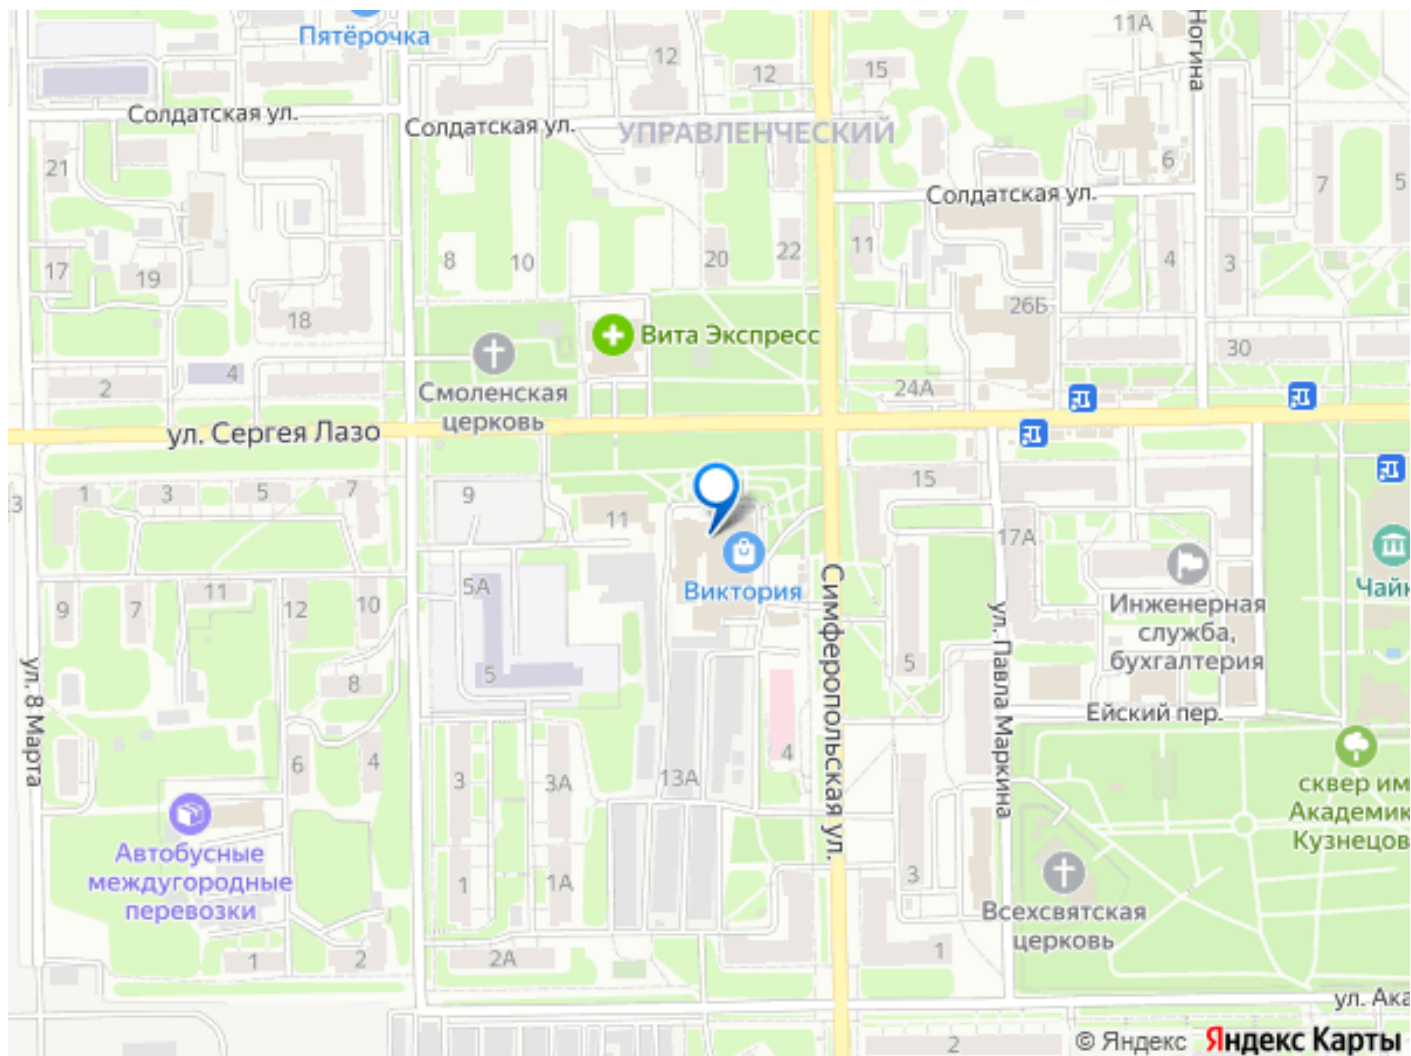 Пятёрочка
11А
Ногина
12
12
15
Солдатская ул.
Солдатская ул.
УПРАВЛЕНЧЕСКИЙ
6
21
7
5
Солдатская ул.
17
19
8
10
20
22
11
4
3
18
26Б
Вита Экспресс
30
2
4
Смоленская
церковь
24А
ул. Сергея Лазо
1
3
5
7
9
11
15
3
17А
Виктория
Чайк
9
7
11
12
10
5А
5
Симферопольская ул.
ул. Павла Маркина
Инженерная
служба,
бухгалтерия
5
8
ул. 8 Марта
Ейский пер.
6
4
3
3А
13А
4
сквер им
Академик
Кузнецов
Автобусные
междугородные
перевозки
1
1А
3
Всехсвятская
церковь
1
2
2А
1
ул. Ака
2
© Яндекс Яндекс Карты